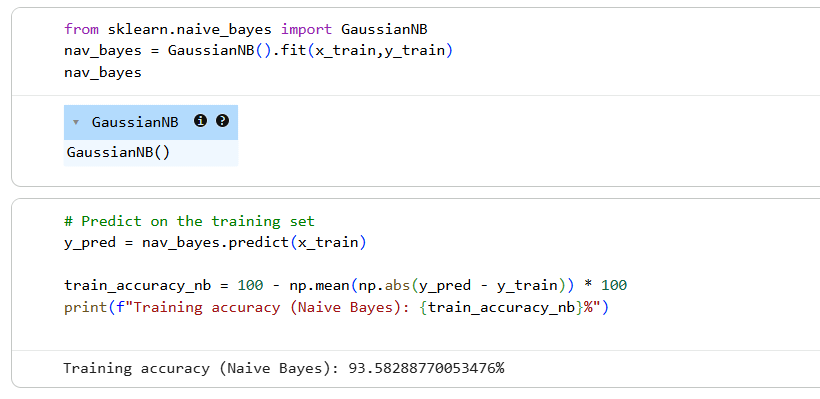 from sklearn.naive_bayes import GaussianNB
nav_bayes = GaussianNB().fit(x_train,y_train)
nav_bayes
GaussianNB i ?
GaussianNB()
# Predict on the training set
y_pred = nav_bayes.predict(x_train)
train_accuracy_nb = 100 - np.mean(np.abs(y_pred - y_train)) * 100
print(f"Training accuracy (Naive Bayes): {train_accuracy_nb}%")
Training accuracy (Naive Bayes): 93.58288770053476%